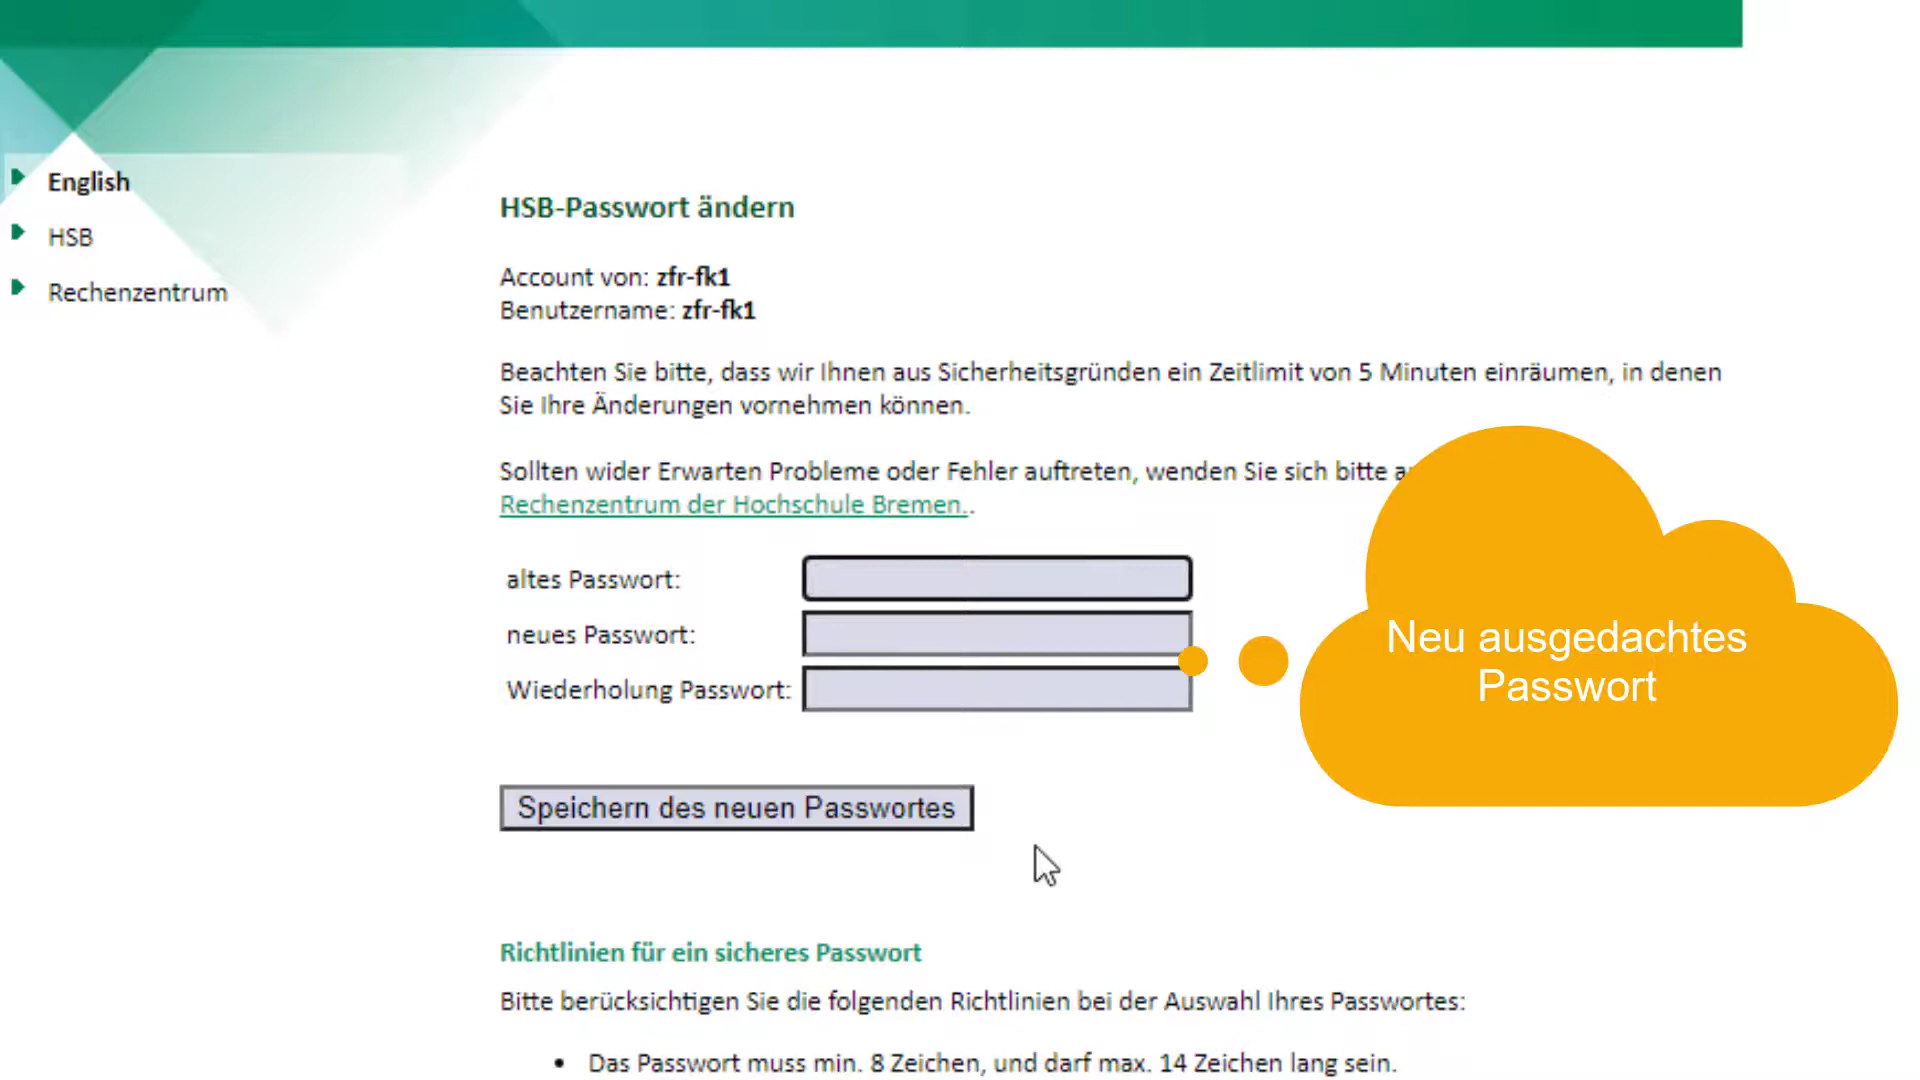 English
HSB
Rechenzentrum
HSB-Passwort ändern
Account von: zfr-fk1
Benutzername: zfr-fk1
Beachten Sie bitte, dass wir Ihnen aus Sicherheitsgründen ein Zeitlimit von 5 Minuten einräumen, in denen
Sie Ihre Änderungen vornehmen können.
Sollten wider Erwarten Probleme oder Fehler auftreten, wenden Sie sich bitte
Rechenzentrum der Hochschule Bremen..
altes Passwort:
neues Passwort:
Wiederholung Passwort:
Neu ausgedachtes
Passwort
Speichern des neuen Passwortes
Richtlinien für ein sicheres Passwort
Bitte berücksichtigen Sie die folgenden Richtlinien bei der Auswahl Ihres Passwortes:
• Das Passwort muss min. 8 Zeichen, und darf max. 14 Zeichen lang sein.